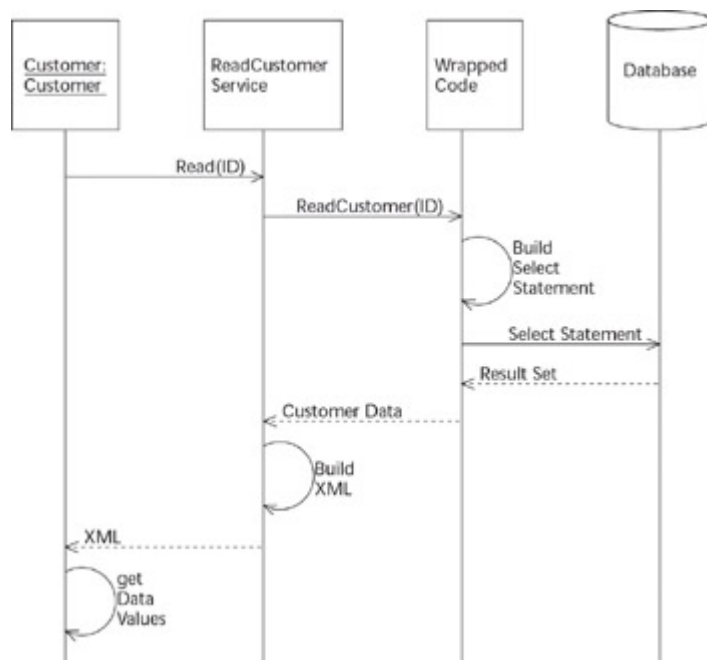 Customer:
Customer
ReadCustomer
Service
Wrapped
Code
Database
Read(ID)
ReadCustomer(ID)
Build
Select
Statement
Select Statement
Result Set
Customer Data
Build
XML
XML
get
Data
Values